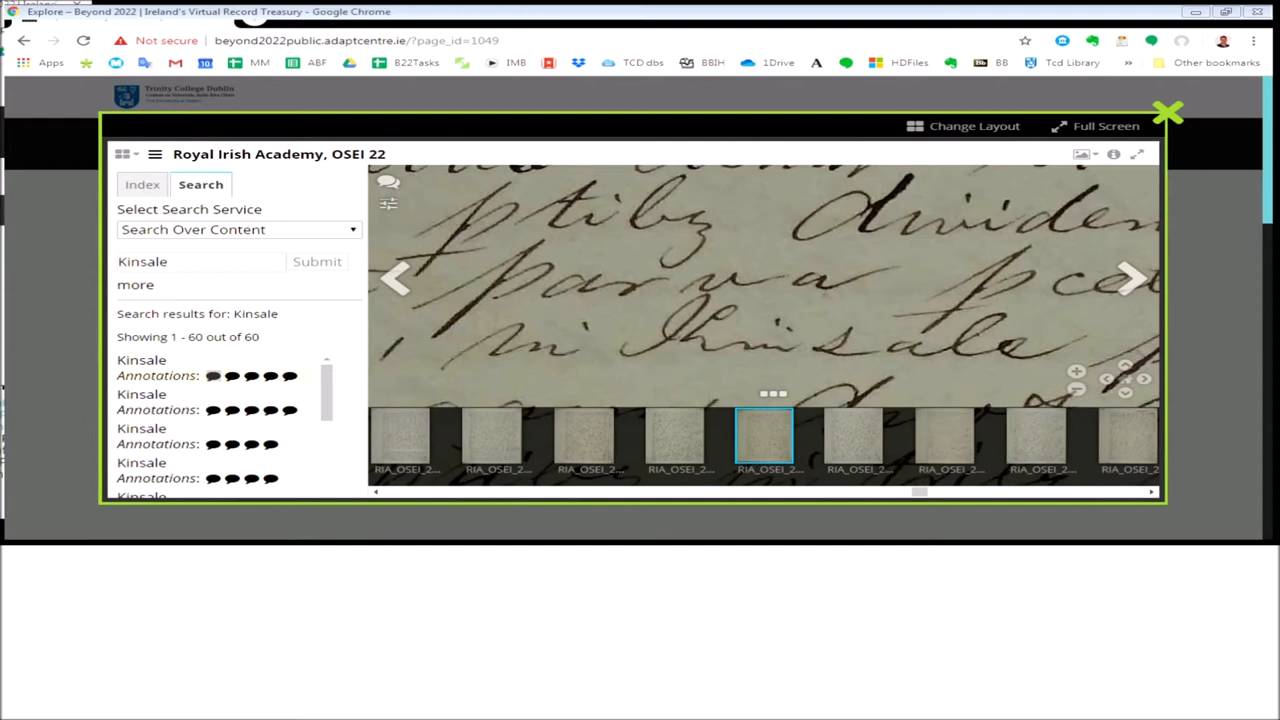 Explore – Beyond 2022 | Ireland's Virtual Record Treasury - Google Chrome
Not secure | beyond2022public.adaptcentre.ie/?page_id=1049
Apps MM ABF B22Tasks IMB TCD dbs BBIH 1Drive HDFiles BB Tcd Library » Other bookmarks
Trinity College Dublin
Change Layout Full Screen
Royal Irish Academy, OSEI 22
Index Search
Select Search Service
Search Over Content
Kinsale Submit
more
Search results for: Kinsale
Showing 1 - 60 out of 60
Kinsale
Annotations:
Kinsale
Annotations:
Kinsale
Annotations:
Kinsale
Annotations:
Kinsale
dividen
parva
, in Kinsale
RIA_OSEI_2... RIA_OSEI_2... RIA_OSEI_2... RIA_OSEI_2... RIA_OSEI_2... RIA_OSEI_2... RIA_OSEI_2... RIA_OSEI_2... RIA_OSEI_2